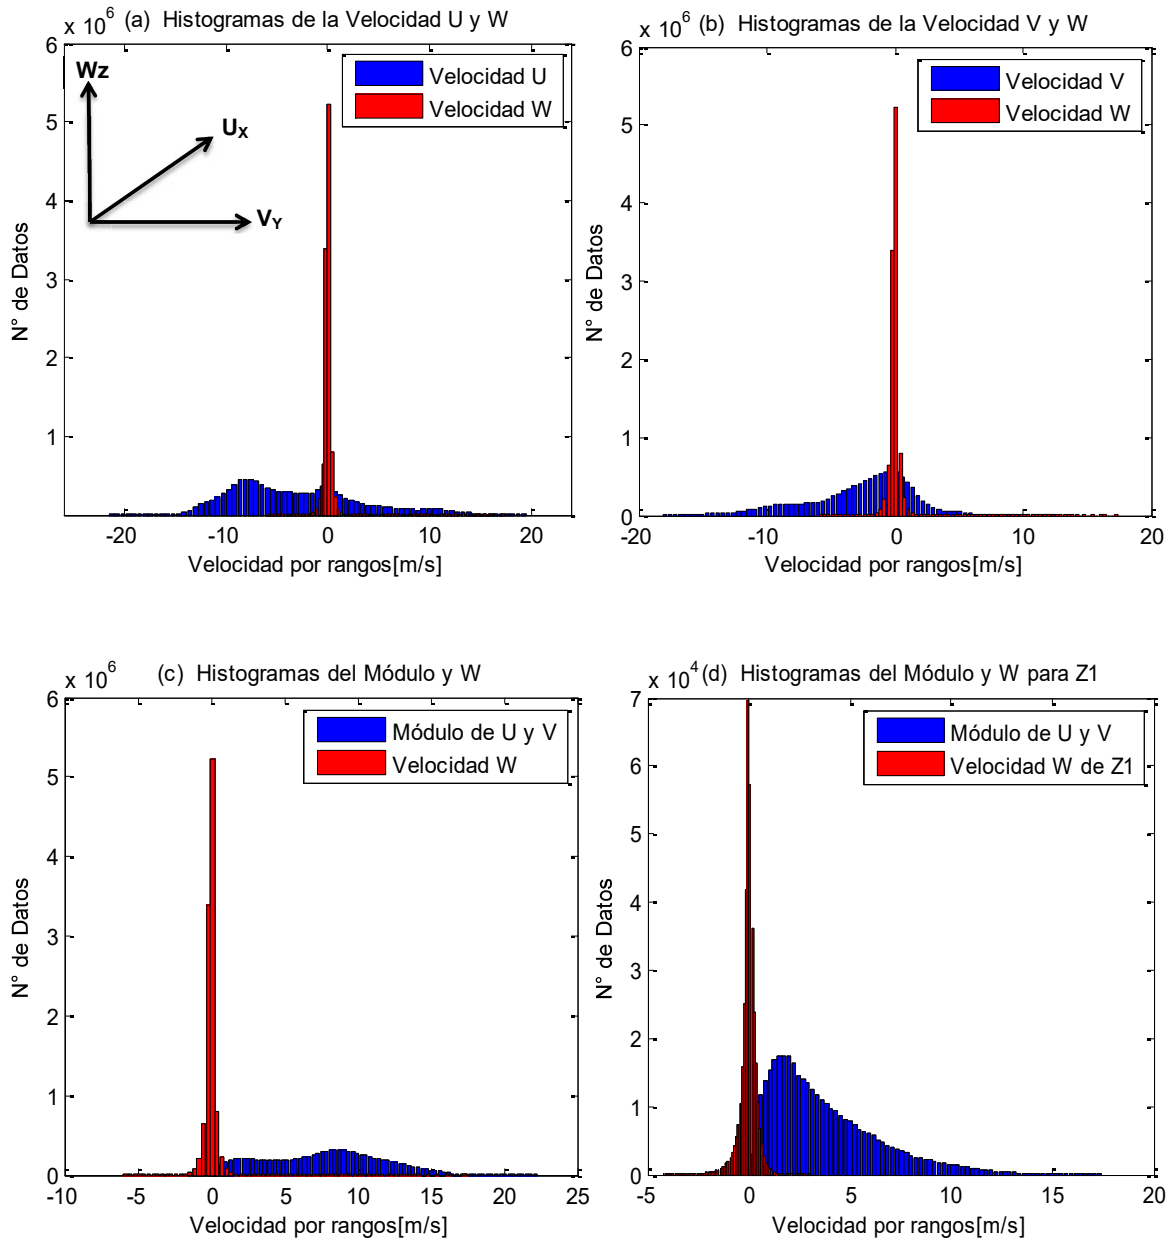 x 10^6 (a) Histogramas de la Velocidad U y W
Velocidad U
Velocidad W
Wz
U_X
V_Y
N° de Datos
6
5
4
3
2
1
-20 -10 0 10 20
Velocidad por rangos[m/s]
x 10^6 (b) Histogramas de la Velocidad V y W
Velocidad V
Velocidad W
N° de Datos
6
5
4
3
2
1
0
-20 -10 0 10 20
Velocidad por rangos[m/s]
x 10^6 (c) Histogramas del Módulo y W
Módulo de U y V
Velocidad W
N° de Datos
6
5
4
3
2
1
0
-10 -5 0 5 10 15 20 25
Velocidad por rangos[m/s]
x 10^4 (d) Histogramas del Módulo y W para Z1
Módulo de U y V
Velocidad W de Z1
N° de Datos
7
6
5
4
3
2
1
0
-5 0 5 10 15 20
Velocidad por rangos[m/s]